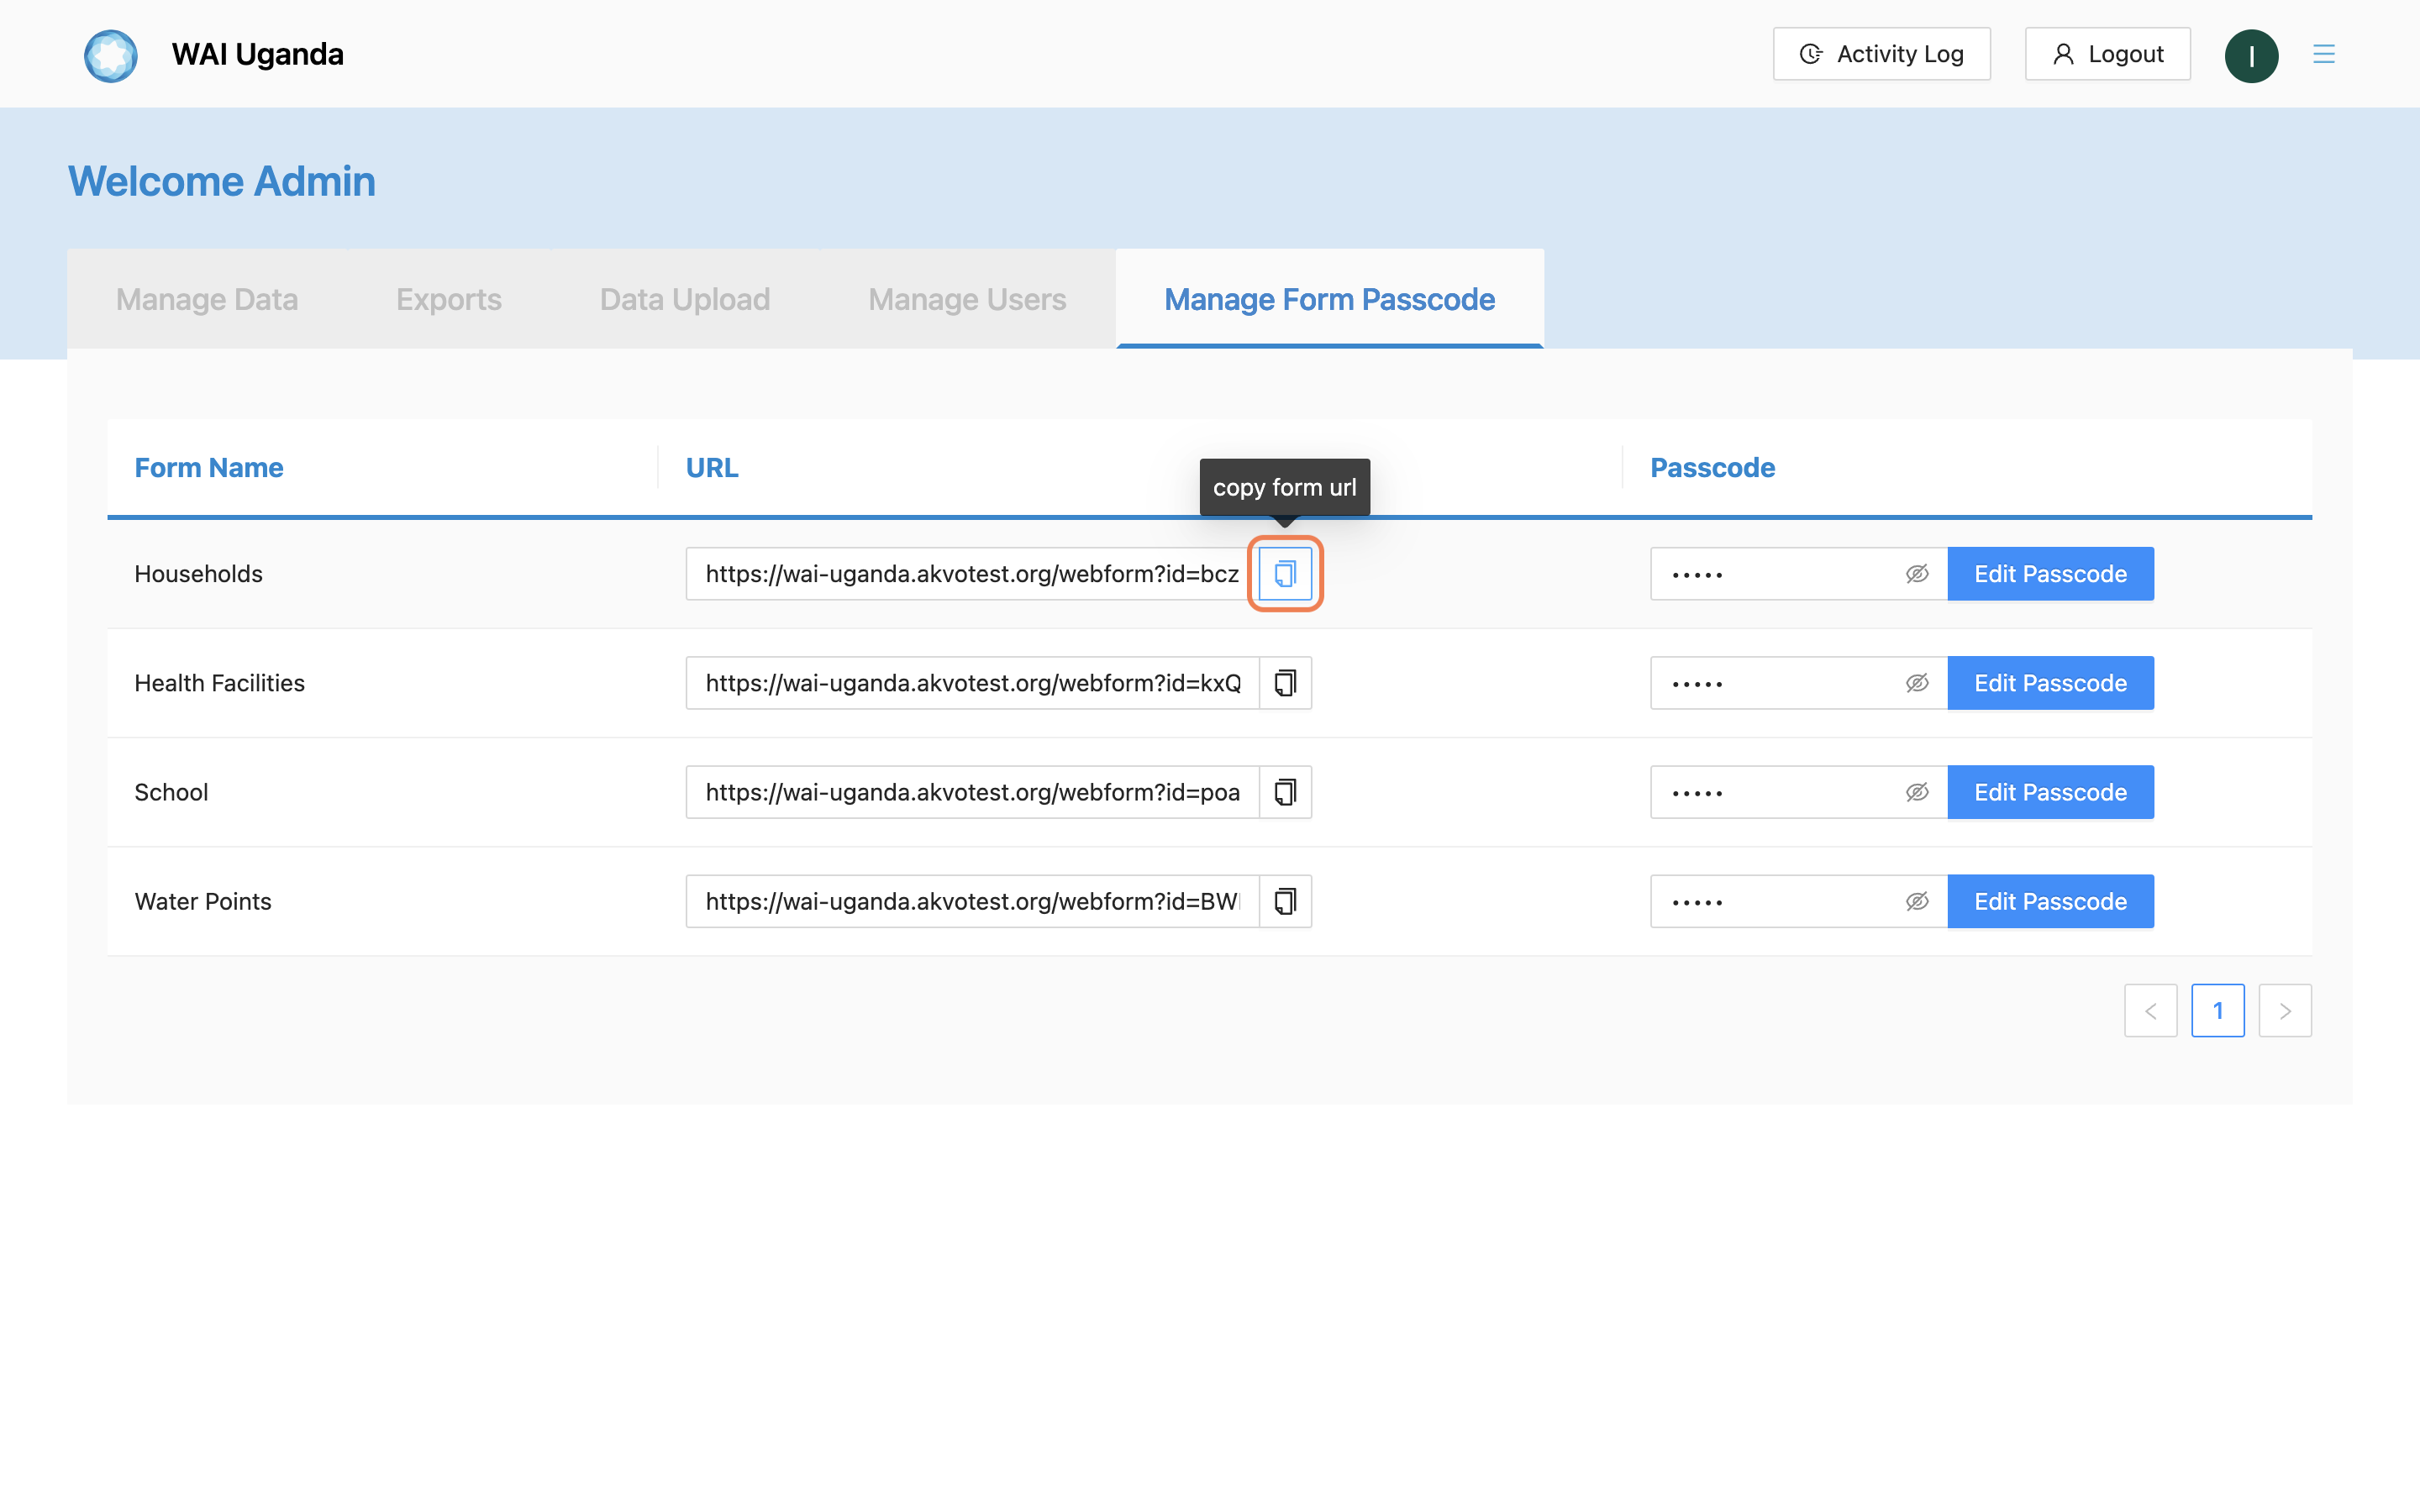 WAI Uganda
Activity Log
Logout
I
Welcome Admin
Manage Data
Exports
Data Upload
Manage Users
Manage Form Passcode
Form Name
URL
Passcode
copy form url
Households
https://wai-uganda.akvotest.org/webform?id=bcz
•••••
Edit Passcode
Health Facilities
https://wai-uganda.akvotest.org/webform?id=kxQ
•••••
Edit Passcode
School
https://wai-uganda.akvotest.org/webform?id=poa
•••••
Edit Passcode
Water Points
https://wai-uganda.akvotest.org/webform?id=BW
•••••
Edit Passcode
< 1 >